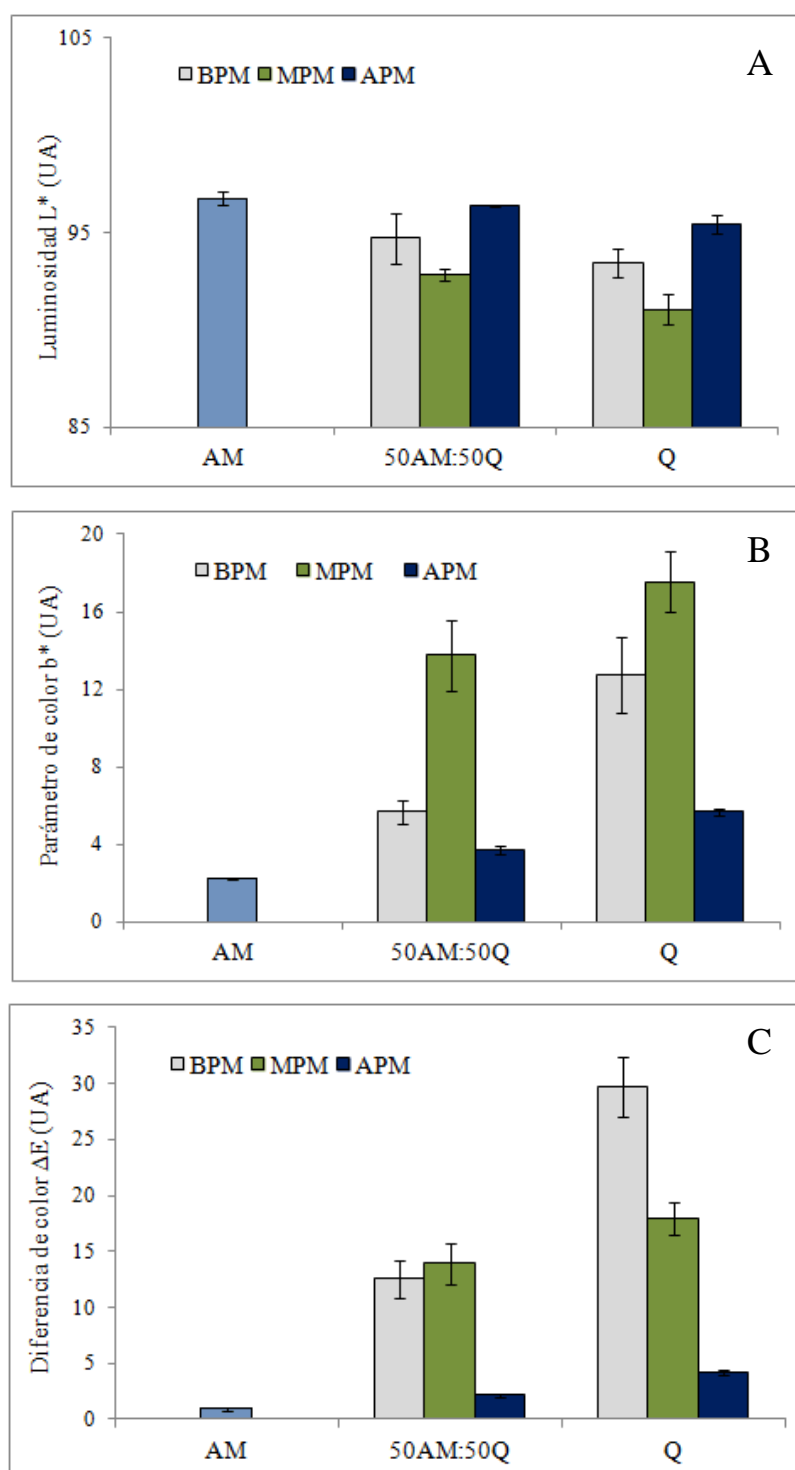 A
105
BPM MPM APM
Luminosidad L* (UA)
95
85
AM 50AM:50Q Q
B
20
BPM MPM APM
16
Parámetro de color b* (UA)
12
8
4
0
AM 50AM:50Q Q
C
35
BPM MPM APM
30
Diferencia de color ΔE (UA)
25
20
15
10
5
0
AM 50AM:50Q Q